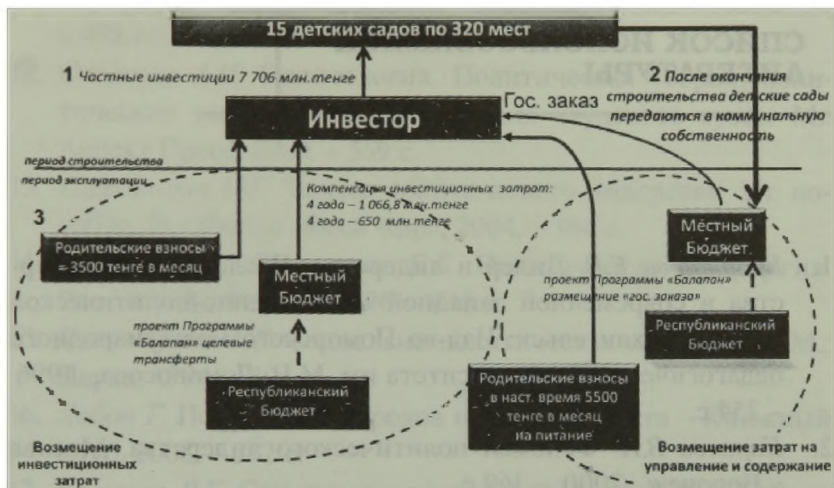 15 детских садов по 320 мест
1 Частные инвестиции 7 706 млн.тенге
Гос. заказ
2 После окончания
строительства детские сады
передаются в коммунальную
собственность
Инвестор
период строительства
период эксплуатации
Компенсация инвестиционных затрат:
4 года – 1 066,8 млн.тенге
4 года – 650 млн.тенге
3
Родительские взносы
≈ 3500 тенге в месяц
Местный
Бюджет
Местный
Бюджет
проект Программы «Балапан»
размещение «гос. заказа»
проект Программы
«Балапан» целевые
трансферты
Республиканский
Бюджет
Республиканский
Бюджет
Родительские взносы
в наст. время 5500
тенге в месяц
на питание
Возмещение
инвестиционных
затрат
Возмещение затрат на
управление и содержание